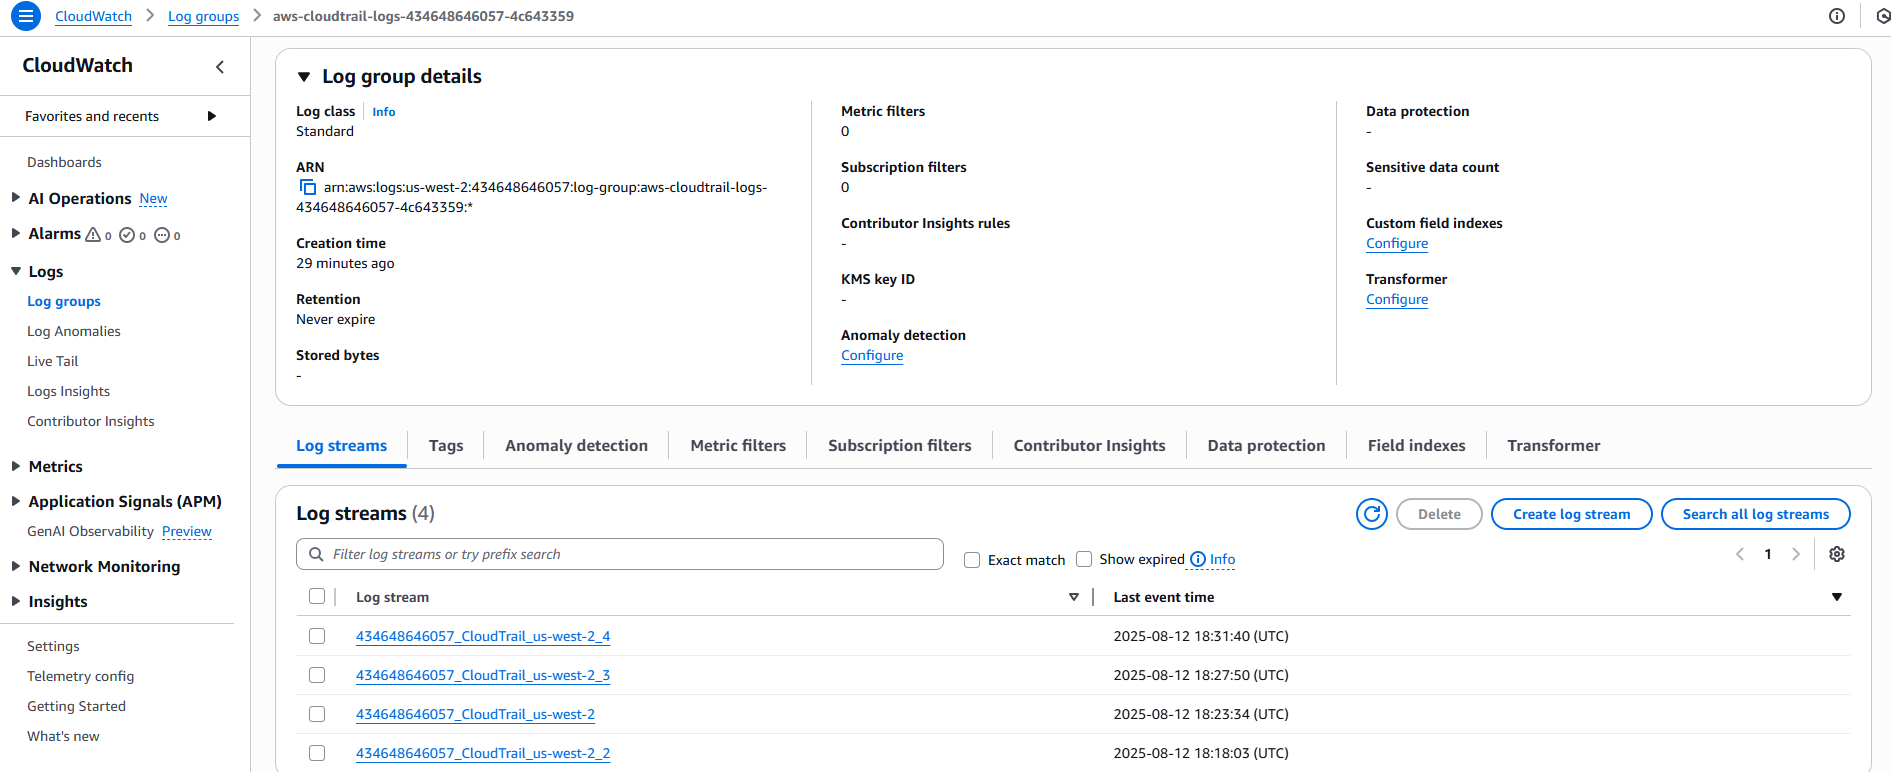 CloudWatch > Log groups > aws-cloudtrail-logs-434648646057-4c643359
CloudWatch
Favorites and recents
Dashboards
AI Operations New
Alarms 0 0 0
Logs
Log groups
Log Anomalies
Live Tail
Logs Insights
Contributor Insights
Metrics
Application Signals (APM)
GenAI Observability Preview
Network Monitoring
Insights
Settings
Telemetry config
Getting Started
What's new
Log group details
Log class Info
Standard
ARN
arn:aws:logs:us-west-2:434648646057:log-group:aws-cloudtrail-logs-
434648646057-4c643359:*
Creation time
29 minutes ago
Retention
Never expire
Stored bytes
-
Metric filters
0
Subscription filters
0
Contributor Insights rules
-
KMS key ID
-
Anomaly detection
Configure
Data protection
-
Sensitive data count
-
Custom field indexes
Configure
Transformer
Configure
Log streams Tags Anomaly detection Metric filters Subscription filters Contributor Insights Data protection Field indexes Transformer
Log streams (4)
Delete Create log stream Search all log streams
Filter log streams or try prefix search Exact match Show expired Info 1
Log stream Last event time
434648646057_CloudTrail_us-west-2_4 2025-08-12 18:31:40 (UTC)
434648646057_CloudTrail_us-west-2_3 2025-08-12 18:27:50 (UTC)
434648646057_CloudTrail_us-west-2 2025-08-12 18:23:34 (UTC)
434648646057_CloudTrail_us-west-2_2 2025-08-12 18:18:03 (UTC)